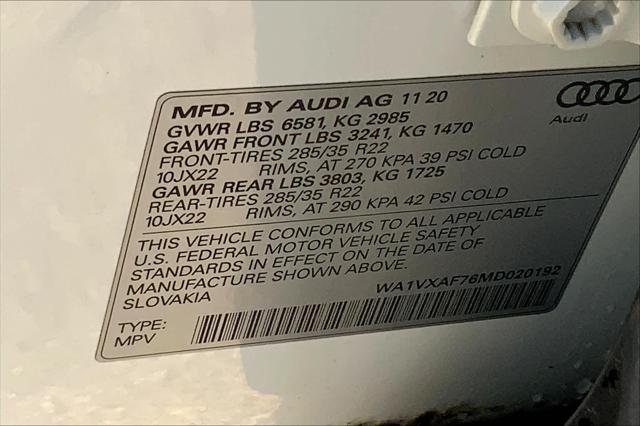 MFD. BY AUDI AG 11 20
GVWR LBS 6581, KG 2985
GAWR FRONT LBS 3241, KG 1470
FRONT-TIRES 285/35 R22
10JX22 RIMS, AT 270 KPA 39 PSI COLD
GAWR REAR LBS 3803, KG 1725
REAR-TIRES 285/35 R22
10JX22 RIMS, AT 290 KPA 42 PSI COLD
Audi
THIS VEHICLE CONFORMS TO ALL APPLICABLE
U.S. FEDERAL MOTOR VEHICLE SAFETY
STANDARDS IN EFFECT ON THE DATE OF
MANUFACTURE SHOWN ABOVE.
SLOVAKIA
WA1VXAF76MD020192
TYPE:
MPV